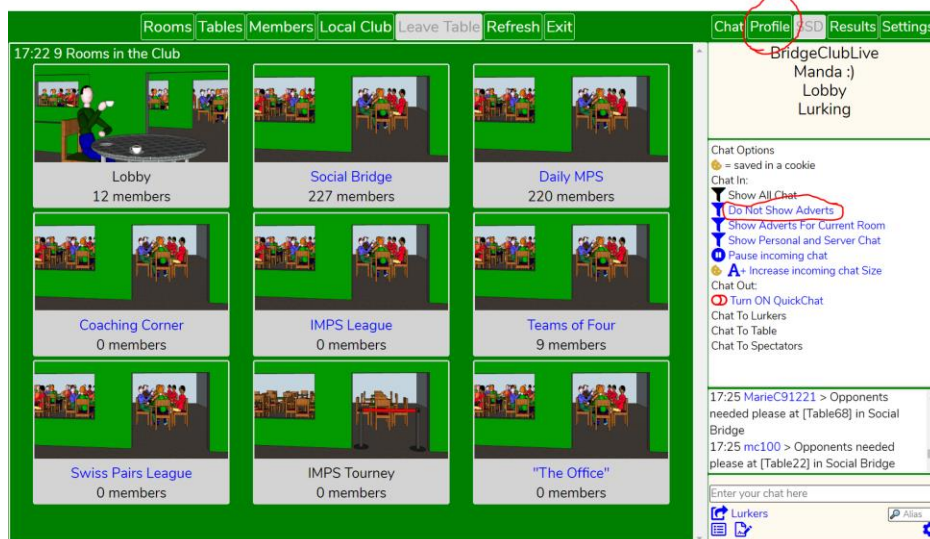 Rooms Tables Members Local Club Leave Table Refresh Exit
Chat Profile SSD Results Settings
17:22 9 Rooms in the Club
Lobby
12 members
Social Bridge
227 members
Daily MPS
220 members
Coaching Corner
0 members
IMPS League
0 members
Teams of Four
9 members
Swiss Pairs League
0 members
IMPS Tourney
0 members
"The Office"
0 members
BridgeClubLive
Manda :)
Lobby
Lurking
Chat Options
= saved in a cookie
Chat In:
Show All Chat
Do Not Show Adverts
Show Adverts For Current Room
Show Personal and Server Chat
Pause incoming chat
A+ Increase incoming chat Size
Chat Out:
Turn ON QuickChat
Chat To Lurkers
Chat To Table
Chat To Spectators
17:25 MarieC91221 > Opponents
needed please at [Table68] in Social
Bridge
17:25 mc100 > Opponents needed
please at [Table22] in Social Bridge
Enter your chat here
Lurkers
Alias